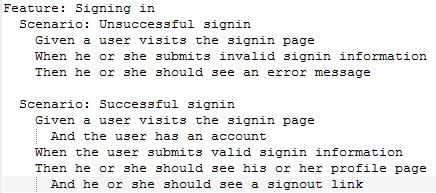 Feature: Signing in
Scenario: Unsuccessful signin
Given a user visits the signin page
When he or she submits invalid signin information
Then he or she should see an error message
Scenario: Successful signin
Given a user visits the signin page
And the user has an account
When the user submits valid signin information
Then he or she should see his or her profile page
And he or she should see a signout link